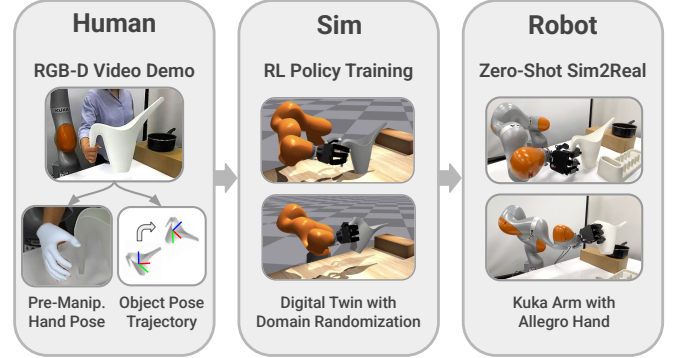 Human
RGB-D Video Demo
Pre-Manip.
Hand Pose
Object Pose
Trajectory
Sim
RL Policy Training
Digital Twin with
Domain Randomization
Robot
Zero-Shot Sim2Real
Kuka Arm with
Allegro Hand